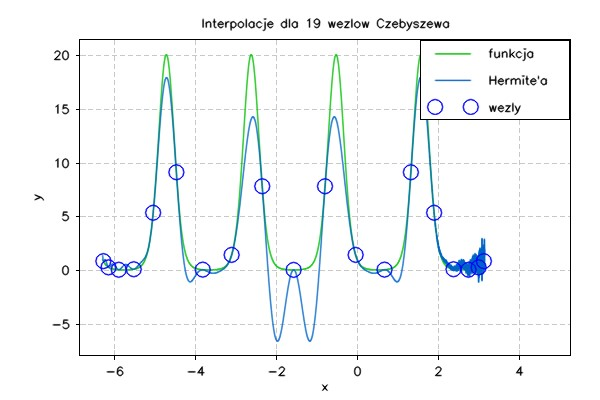 Interpolacje dla 19 wezlow Czebyszewa
funkcja
Hermite'a
wezly
20
15
10
5
0
−5
y
−6 −4 −2 0 2 4
x